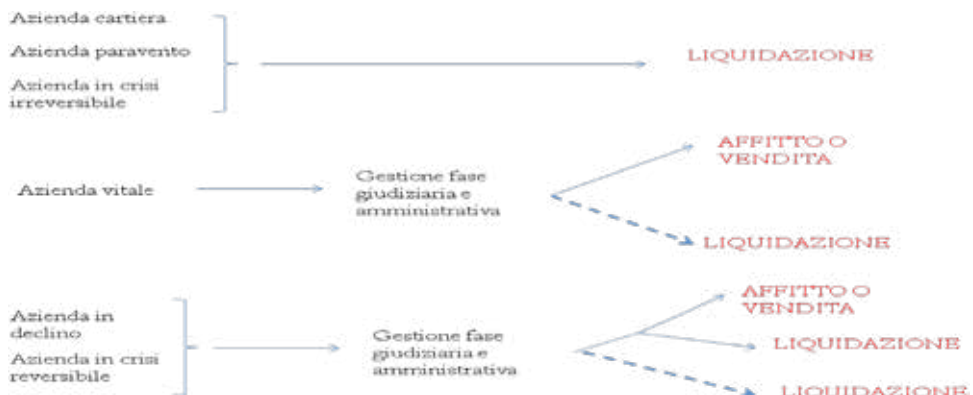 Azienda cartiera
Azienda paravento
Azienda in crisi
irreversibile
LIQUIDAZIONE
Azienda vitale
Gestione fase
giudiziaria e
amministrativa
AFFITTO O
VENDITA
LIQUIDAZIONE
Azienda in
declino
Azienda in crisi
reversibile
Gestione fase
giudiziaria e
amministrativa
AFFITTO O
VENDITA
LIQUIDAZIONE
LIQUIDAZIONE